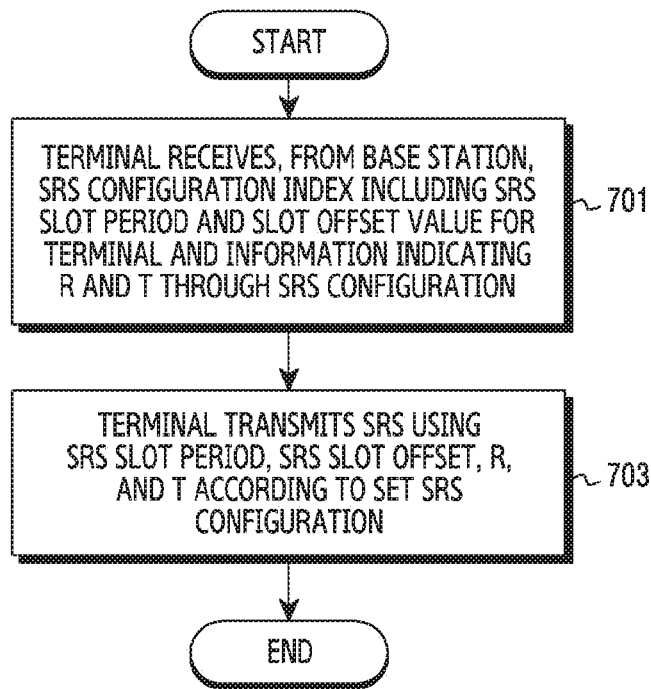 START
TERMINAL RECEIVES, FROM BASE STATION,
SRS CONFIGURATION INDEX INCLUDING SRS
SLOT PERIOD AND SLOT OFFSET VALUE FOR
TERMINAL AND INFORMATION INDICATING
R AND T THROUGH SRS CONFIGURATION
701
TERMINAL TRANSMITS SRS USING
SRS SLOT PERIOD, SRS SLOT OFFSET, R,
AND T ACCORDING TO SET SRS
CONFIGURATION
703
END